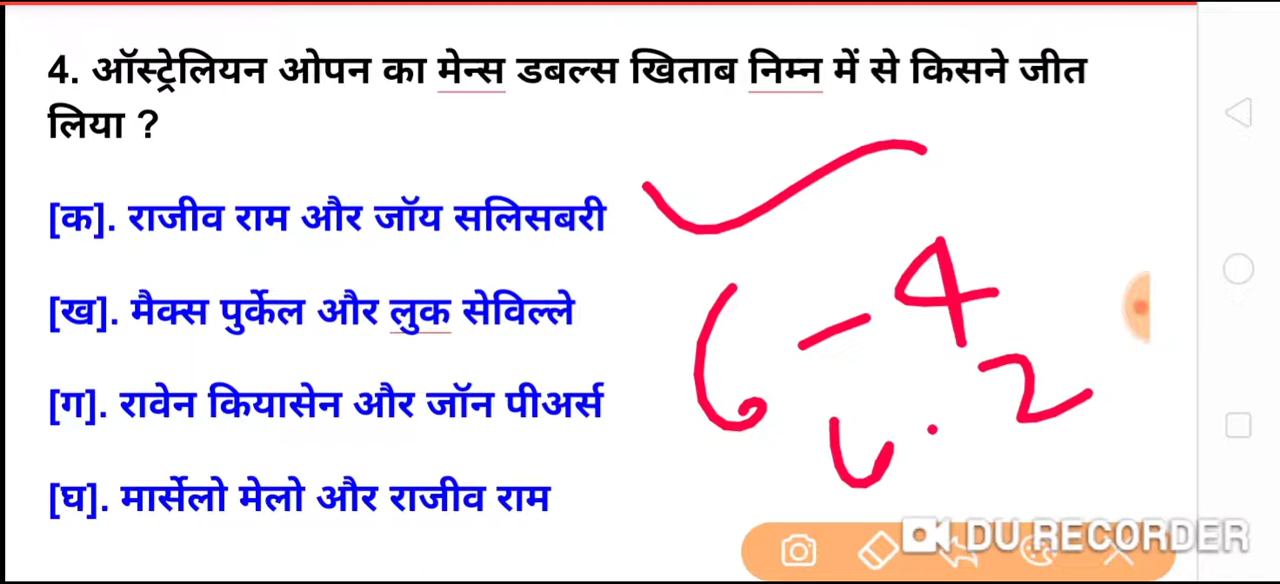 4. ऑस्ट्रेलियन ओपन का मेन्स डबल्स खिताब निम्न में से किसने जीत
लिया ?
[क]. राजीव राम और जॉय सलिसबरी
6 - 4
[ख]. मैक्स पुर्केल और लुक सेविल्ले
6 . 2
[ग]. रावेन कियासेन और जॉन पीअर्स
[घ]. मार्सेलो मेलो और राजीव राम
DU RECORDER